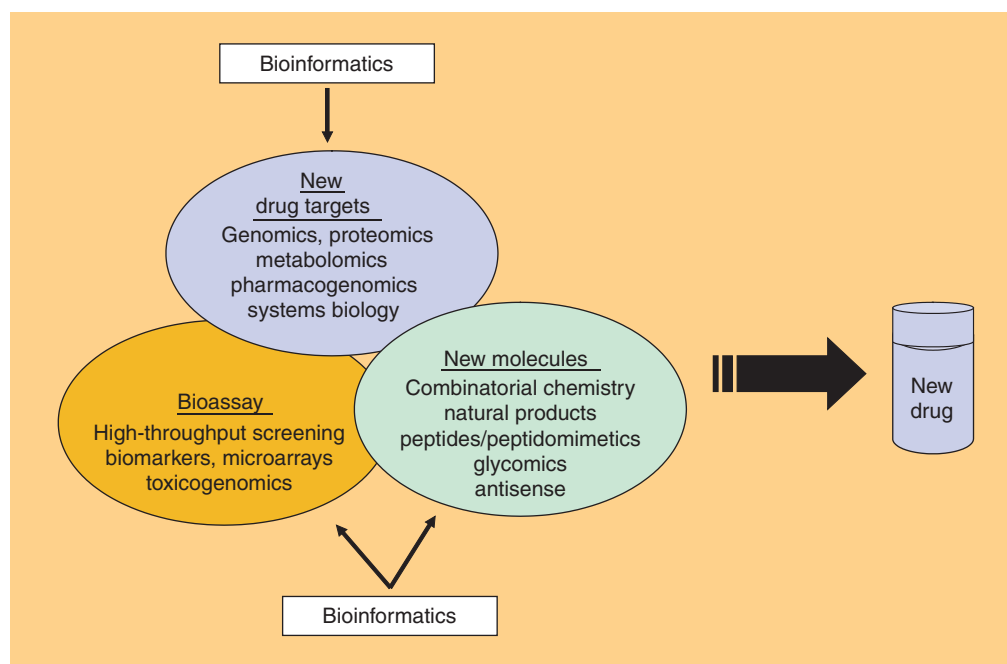 Bioinformatics
New
drug targets
Genomics, proteomics
metabolomics
pharmacogenomics
systems biology
New molecules
Combinatorial chemistry
natural products
peptides/peptidomimetics
glycomics
antisense
Bioassay
High-throughput screening
biomarkers, microarrays
toxicogenomics
New
drug
Bioinformatics